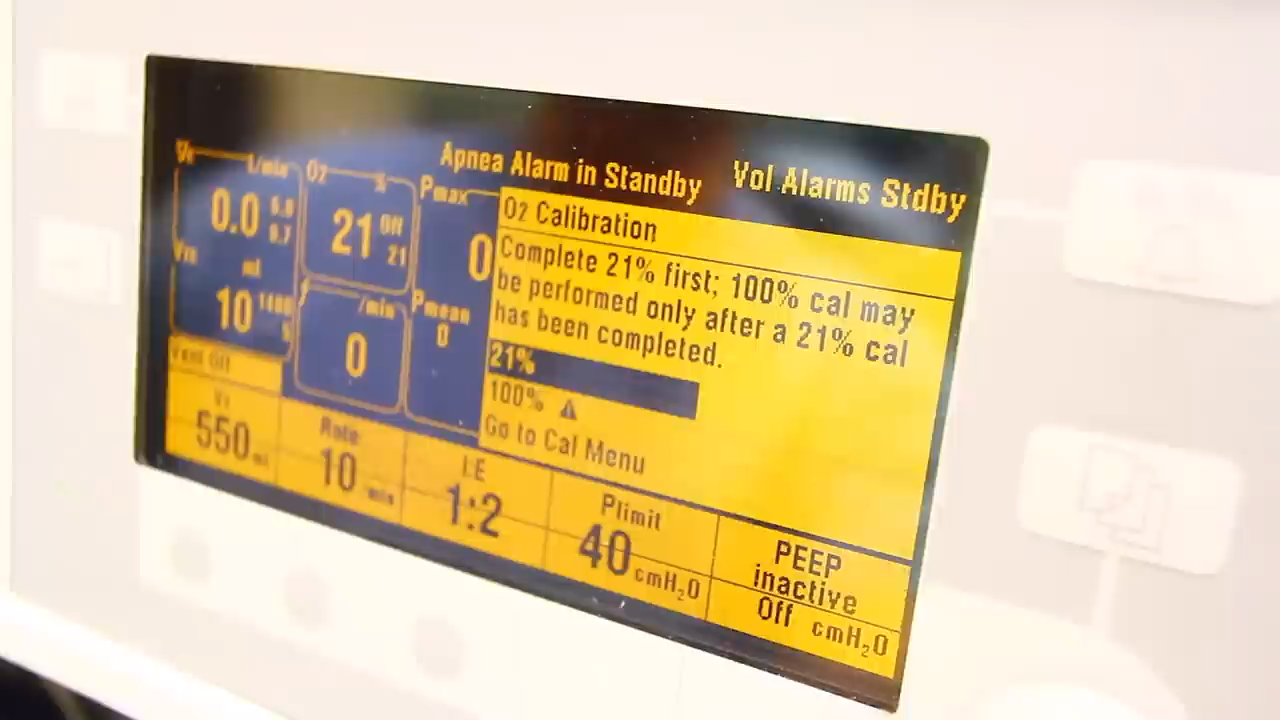 Apnea Alarm in Standby
Vol Alarms Stdby
L/min
O2 %
Pmax
0.0
21
21
0
ml
10
/min
0
Pmean
0
O2 Calibration
Complete 21% first; 100% cal may
be performed only after a 21% cal
has been completed.
21%
100%
Go to Cal Menu
Vent Off
550 ml
Rate
10 /min
I:E
1:2
Plimit
40 cmH₂O
PEEP
inactive
Off cmH₂O